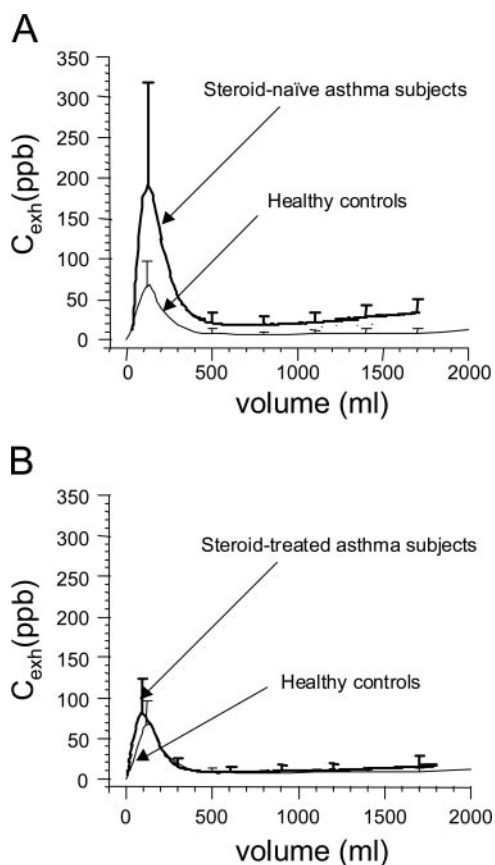 A
350
300
250
200
150
100
50
0
C_exh(ppb)
Steroid-naïve asthma subjects
Healthy controls
0 500 1000 1500 2000
volume (ml)
B
350
300
250
200
150
100
50
0
C_exh(ppb)
Steroid-treated asthma subjects
Healthy controls
0 500 1000 1500 2000
volume (ml)